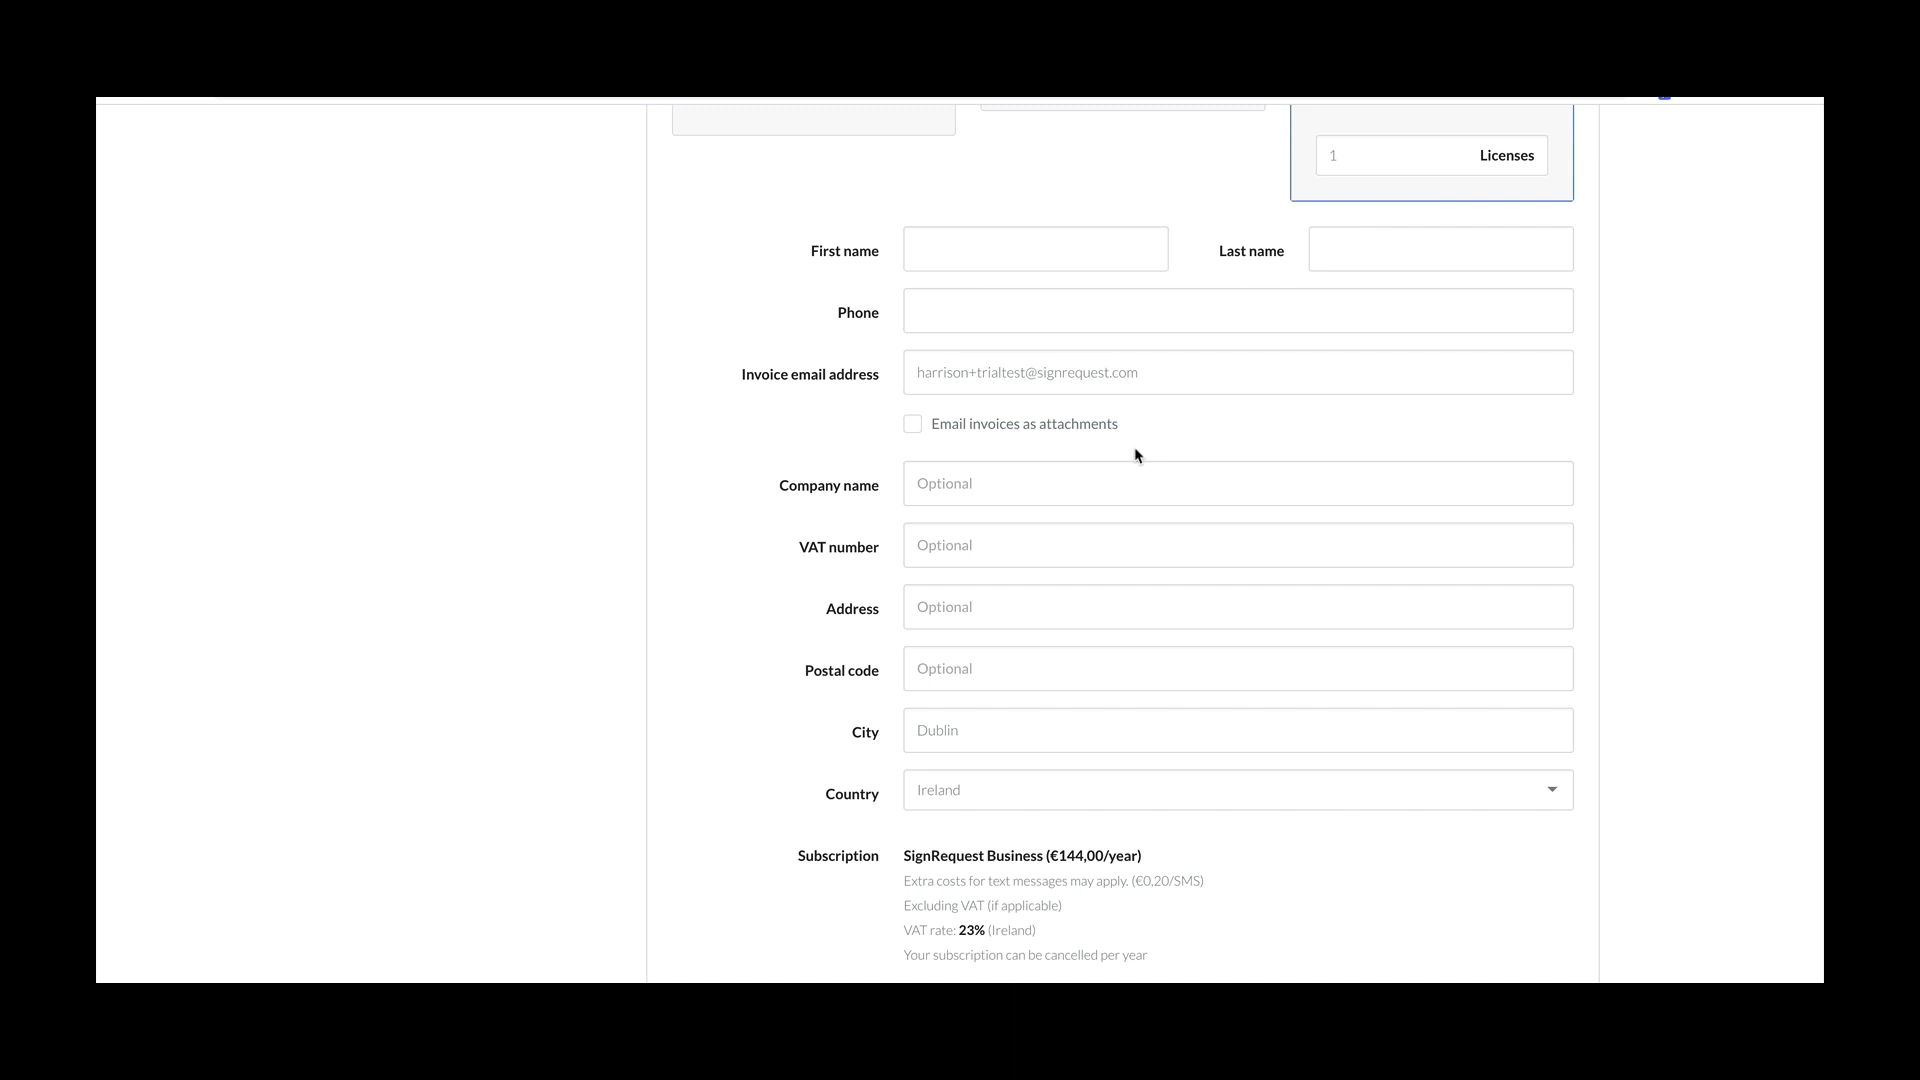 1 Licenses
First name
Last name
Phone
Invoice email address harrison+trialtest@signrequest.com
Email invoices as attachments
Company name Optional
VAT number Optional
Address Optional
Postal code Optional
City Dublin
Country Ireland
Subscription SignRequest Business (€144,00/year)
Extra costs for text messages may apply. (€0,20/SMS)
Excluding VAT (if applicable)
VAT rate: 23% (Ireland)
Your subscription can be cancelled per year